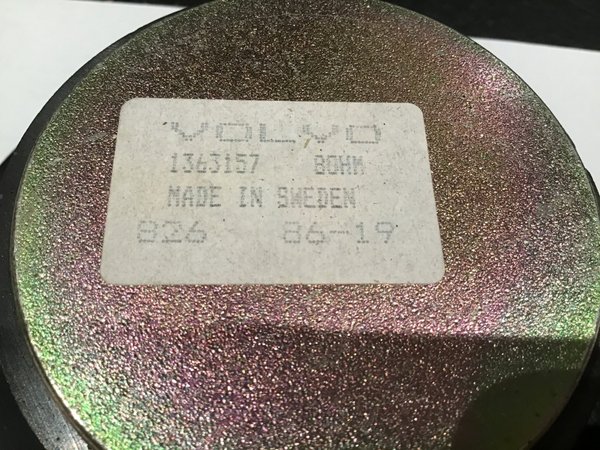 VOLVO
1363157 8OHM
MADE IN SWEDEN
826 86-19